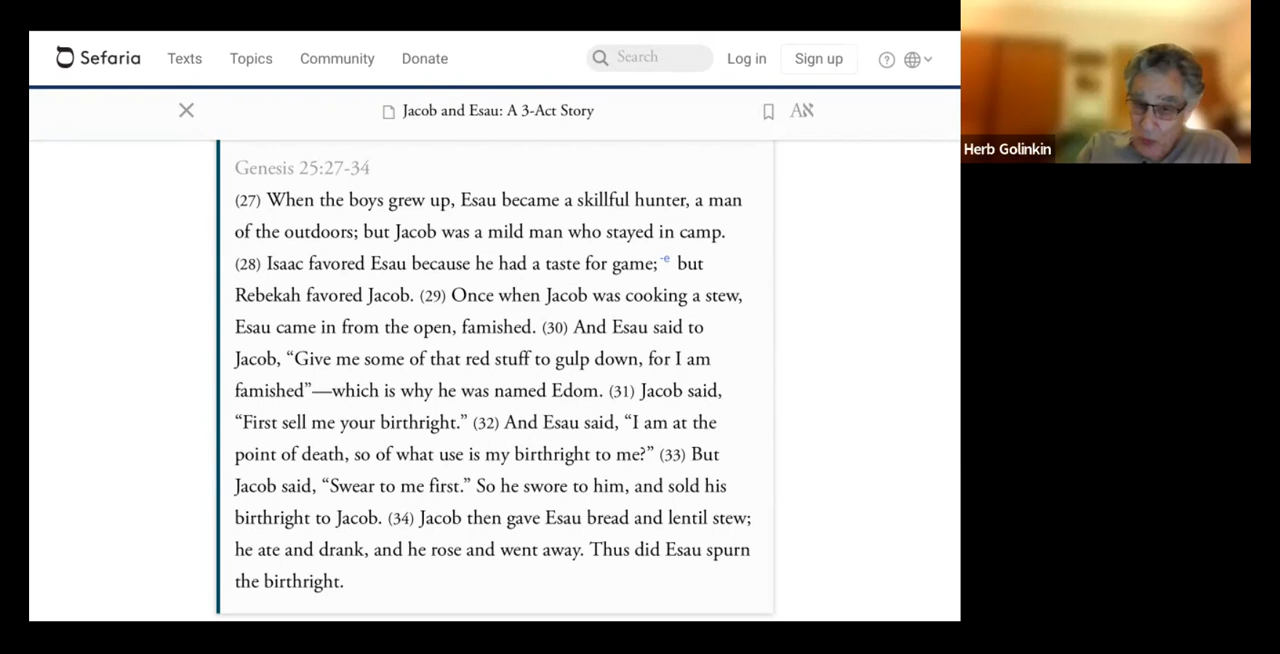 Sefaria Texts Topics Community Donate Search Log in Sign up
Jacob and Esau: A 3-Act Story Aא
Herb Golinkin
Genesis 25:27-34
(27) When the boys grew up, Esau became a skillful hunter, a man
of the outdoors; but Jacob was a mild man who stayed in camp.
(28) Isaac favored Esau because he had a taste for game;-e but
Rebekah favored Jacob. (29) Once when Jacob was cooking a stew,
Esau came in from the open, famished. (30) And Esau said to
Jacob, “Give me some of that red stuff to gulp down, for I am
famished”—which is why he was named Edom. (31) Jacob said,
“First sell me your birthright.” (32) And Esau said, “I am at the
point of death, so of what use is my birthright to me?” (33) But
Jacob said, “Swear to me first.” So he swore to him, and sold his
birthright to Jacob. (34) Jacob then gave Esau bread and lentil stew;
he ate and drank, and he rose and went away. Thus did Esau spurn
the birthright.